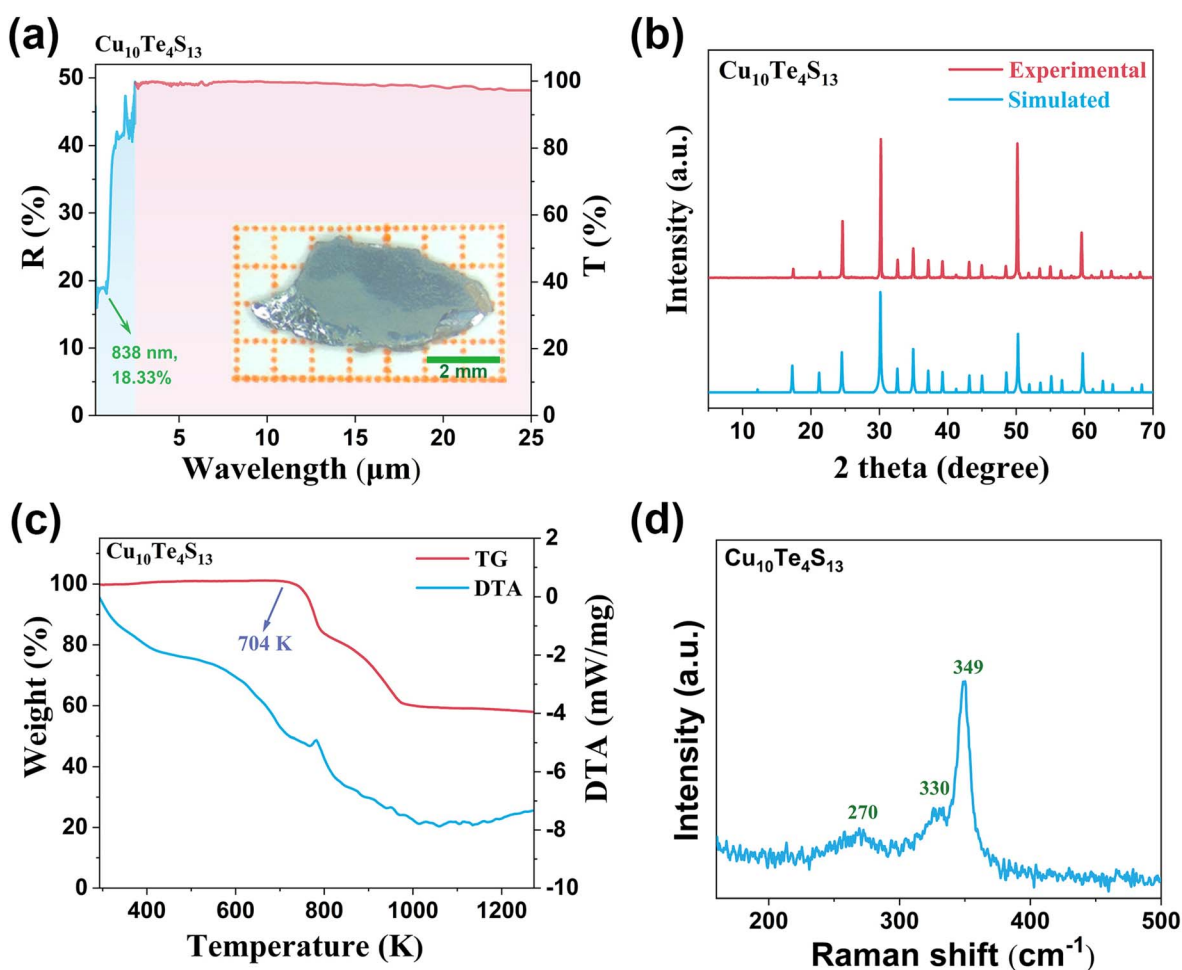 (a)
Cu₁₀Te₄S₁₃
50
40
30
20
10
0
R (%)
100
80
60
40
20
0
T (%)
838 nm,
18.33%
2 mm
5 10 15 20 25
Wavelength (μm)
(b)
Cu₁₀Te₄S₁₃
Experimental
Simulated
Intensity (a.u.)
10 20 30 40 50 60 70
2 theta (degree)
(c)
Cu₁₀Te₄S₁₃
TG
DTA
100
80
60
40
20
0
Weight (%)
704 K
2
0
-2
-4
-6
-8
-10
DTA (mW/mg)
400 600 800 1000 1200
Temperature (K)
(d)
Cu₁₀Te₄S₁₃
349
330
270
Intensity (a.u.)
200 300 400 500
Raman shift (cm⁻¹)